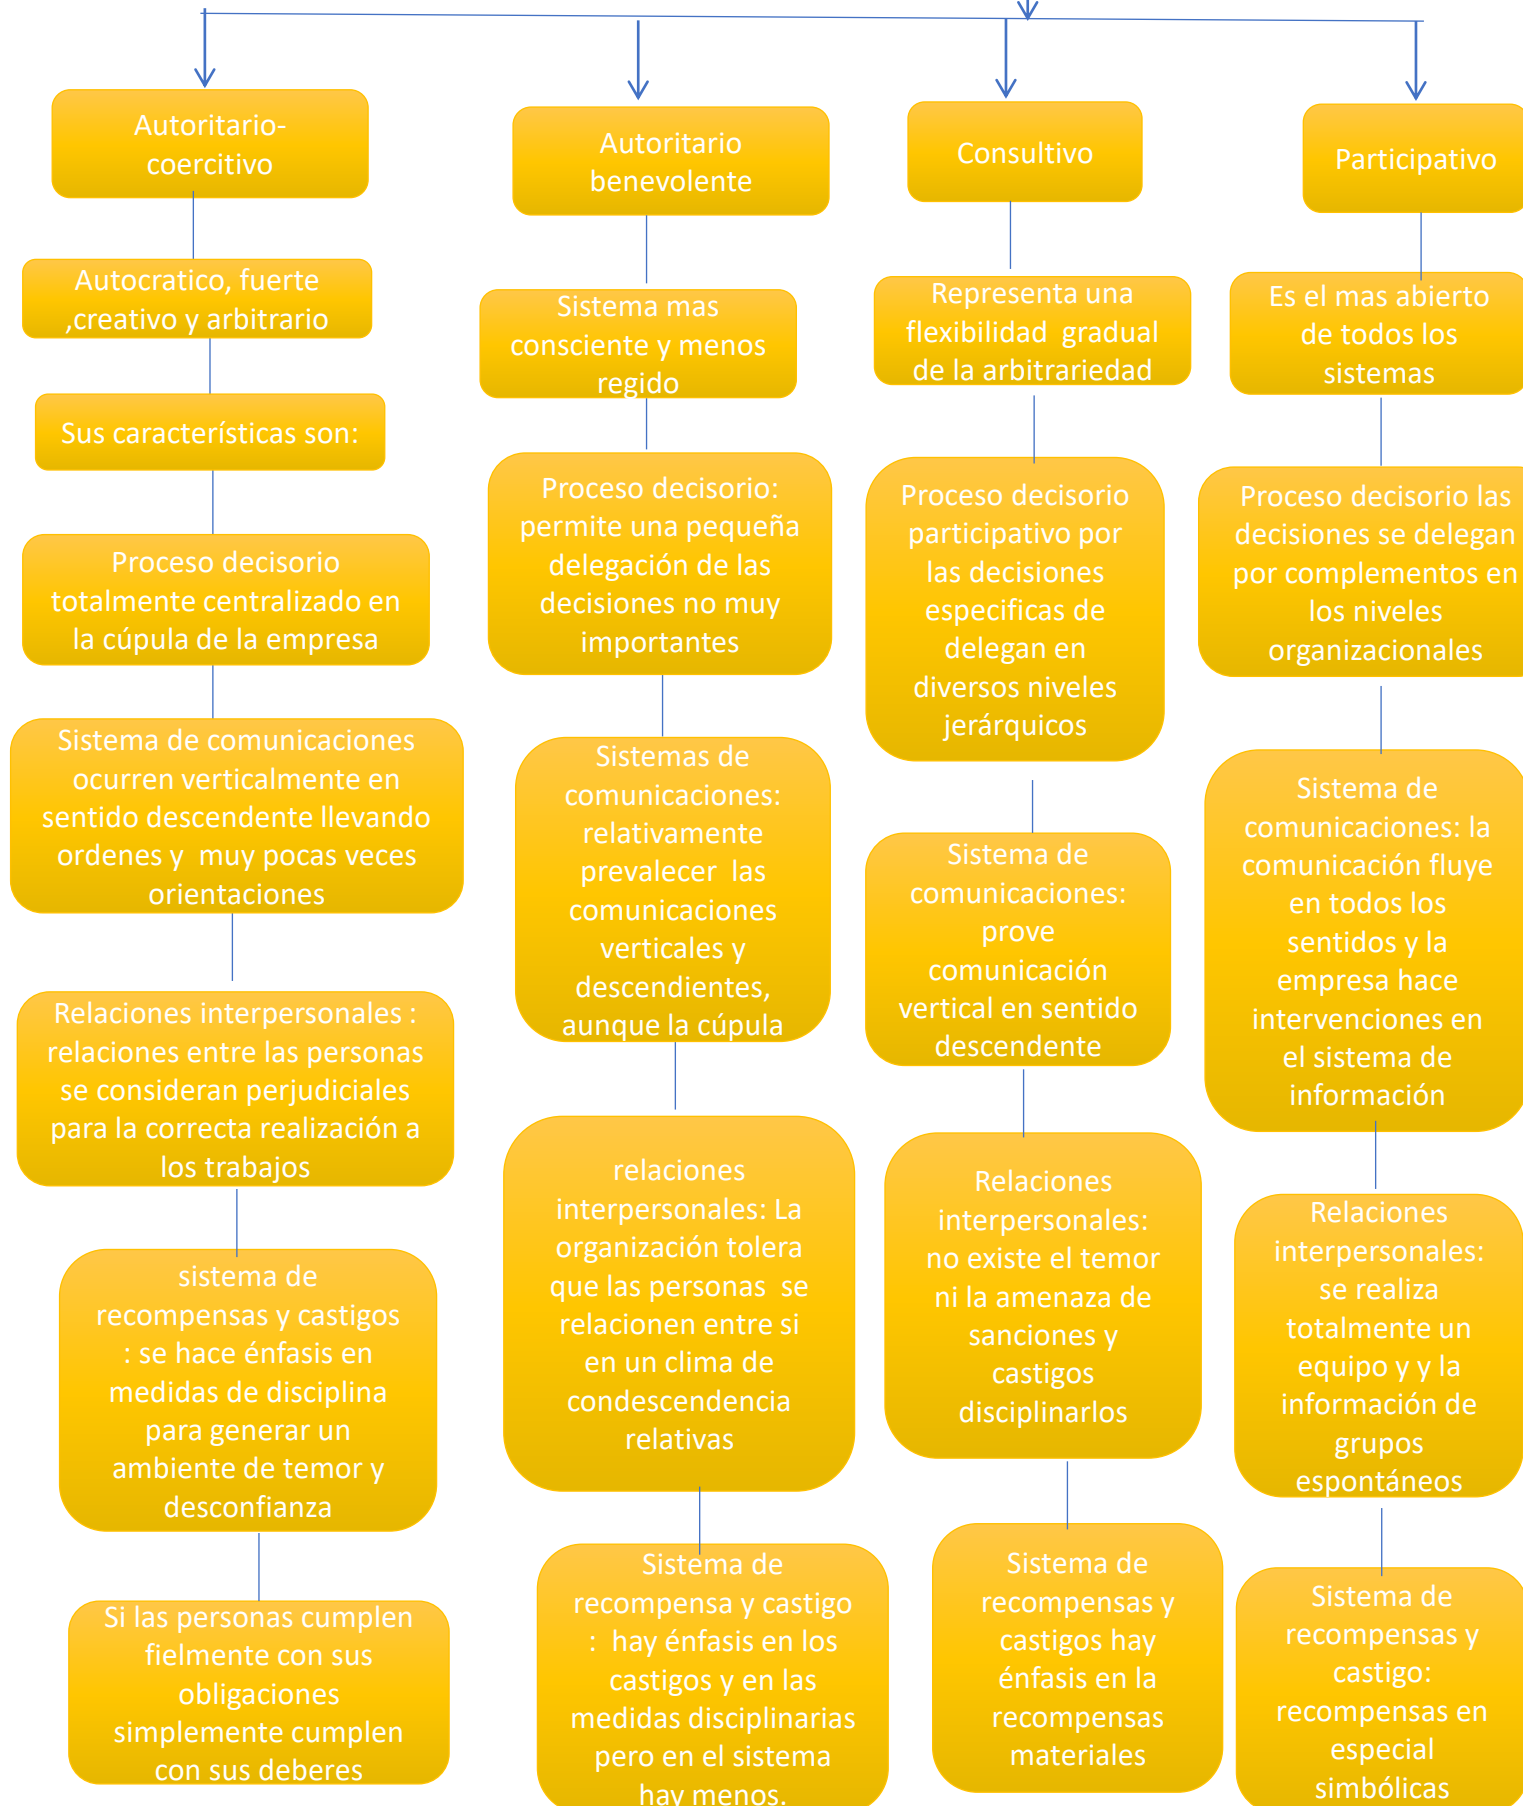 Autoritario-
coercitivo
Autocratico, fuerte
,creativo y arbitrario
Sus características son:
Proceso decisorio
totalmente centralizado en
la cúpula de la empresa
Sistema de comunicaciones
ocurren verticalmente en
sentido descendente llevando
ordenes y  muy pocas veces
orientaciones
Relaciones interpersonales :
relaciones entre las personas
se consideran perjudiciales
para la correcta realización a
los trabajos
sistema de
recompensas y castigos
: se hace énfasis en
medidas de disciplina
para generar un
ambiente de temor y
desconfianza
Si las personas cumplen
fielmente con sus
obligaciones
simplemente cumplen
con sus deberes
Autoritario
benevolente
Sistema mas
consciente y menos
regido
Proceso decisorio:
permite una pequeña
delegación de las
decisiones no muy
importantes
Sistemas de
comunicaciones:
relativamente
prevalecer  las
comunicaciones
verticales y
descendientes,
aunque la cúpula
relaciones
interpersonales: La
organización tolera
que las personas  se
relacionen entre si
en un clima de
condescendencia
relativas
Sistema de
recompensa y castigo
:  hay énfasis en los
castigos y en las
medidas disciplinarias
pero en el sistema
hay menos.
Consultivo
Representa una
flexibilidad  gradual
de la arbitrariedad
Proceso decisorio
participativo por
las decisiones
especificas de
delegan en
diversos niveles
jerárquicos
Sistema de
comunicaciones:
prove
comunicación
vertical en sentido
descendente
Relaciones
interpersonales:
no existe el temor
ni la amenaza de
sanciones y
castigos
disciplinarlos
Sistema de
recompensas y
castigos hay
énfasis en la
recompensas
materiales
Participativo
Es el mas abierto
de todos los
sistemas
Proceso decisorio las
decisiones se delegan
por complementos en
los niveles
organizacionales
Sistema de
comunicaciones: la
comunicación fluye
en todos los
sentidos y la
empresa hace
intervenciones en
el sistema de
información
Relaciones
interpersonales:
se realiza
totalmente un
equipo y y la
información de
grupos
espontáneos
Sistema de
recompensas y
castigo:
recompensas en
especial
simbólicas